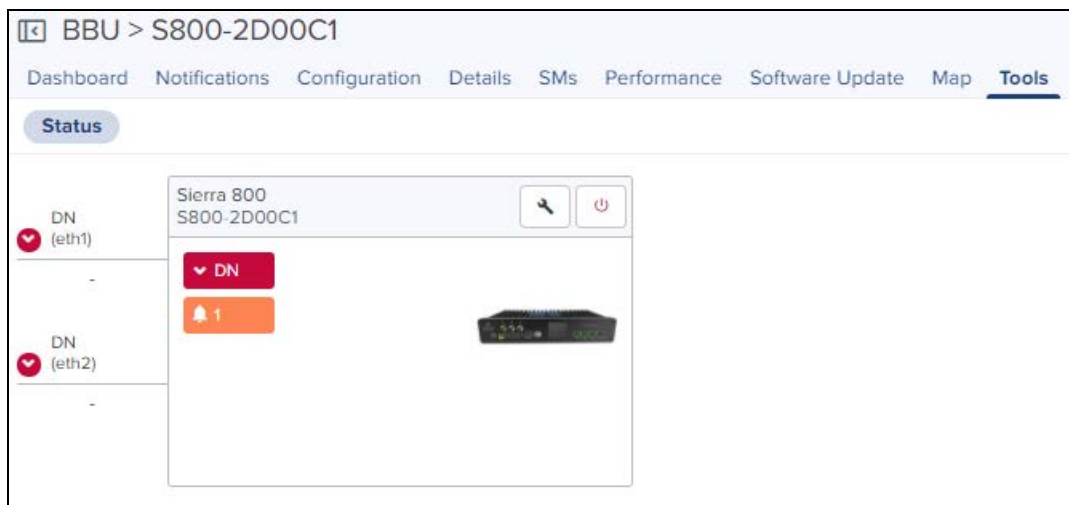 BBU > S800-2D00C1
Dashboard Notifications Configuration Details SMs Performance Software Update Map Tools
Status
Sierra 800
S800-2D00C1
DN
(eth1)
-
DN
1
DN
(eth2)
-